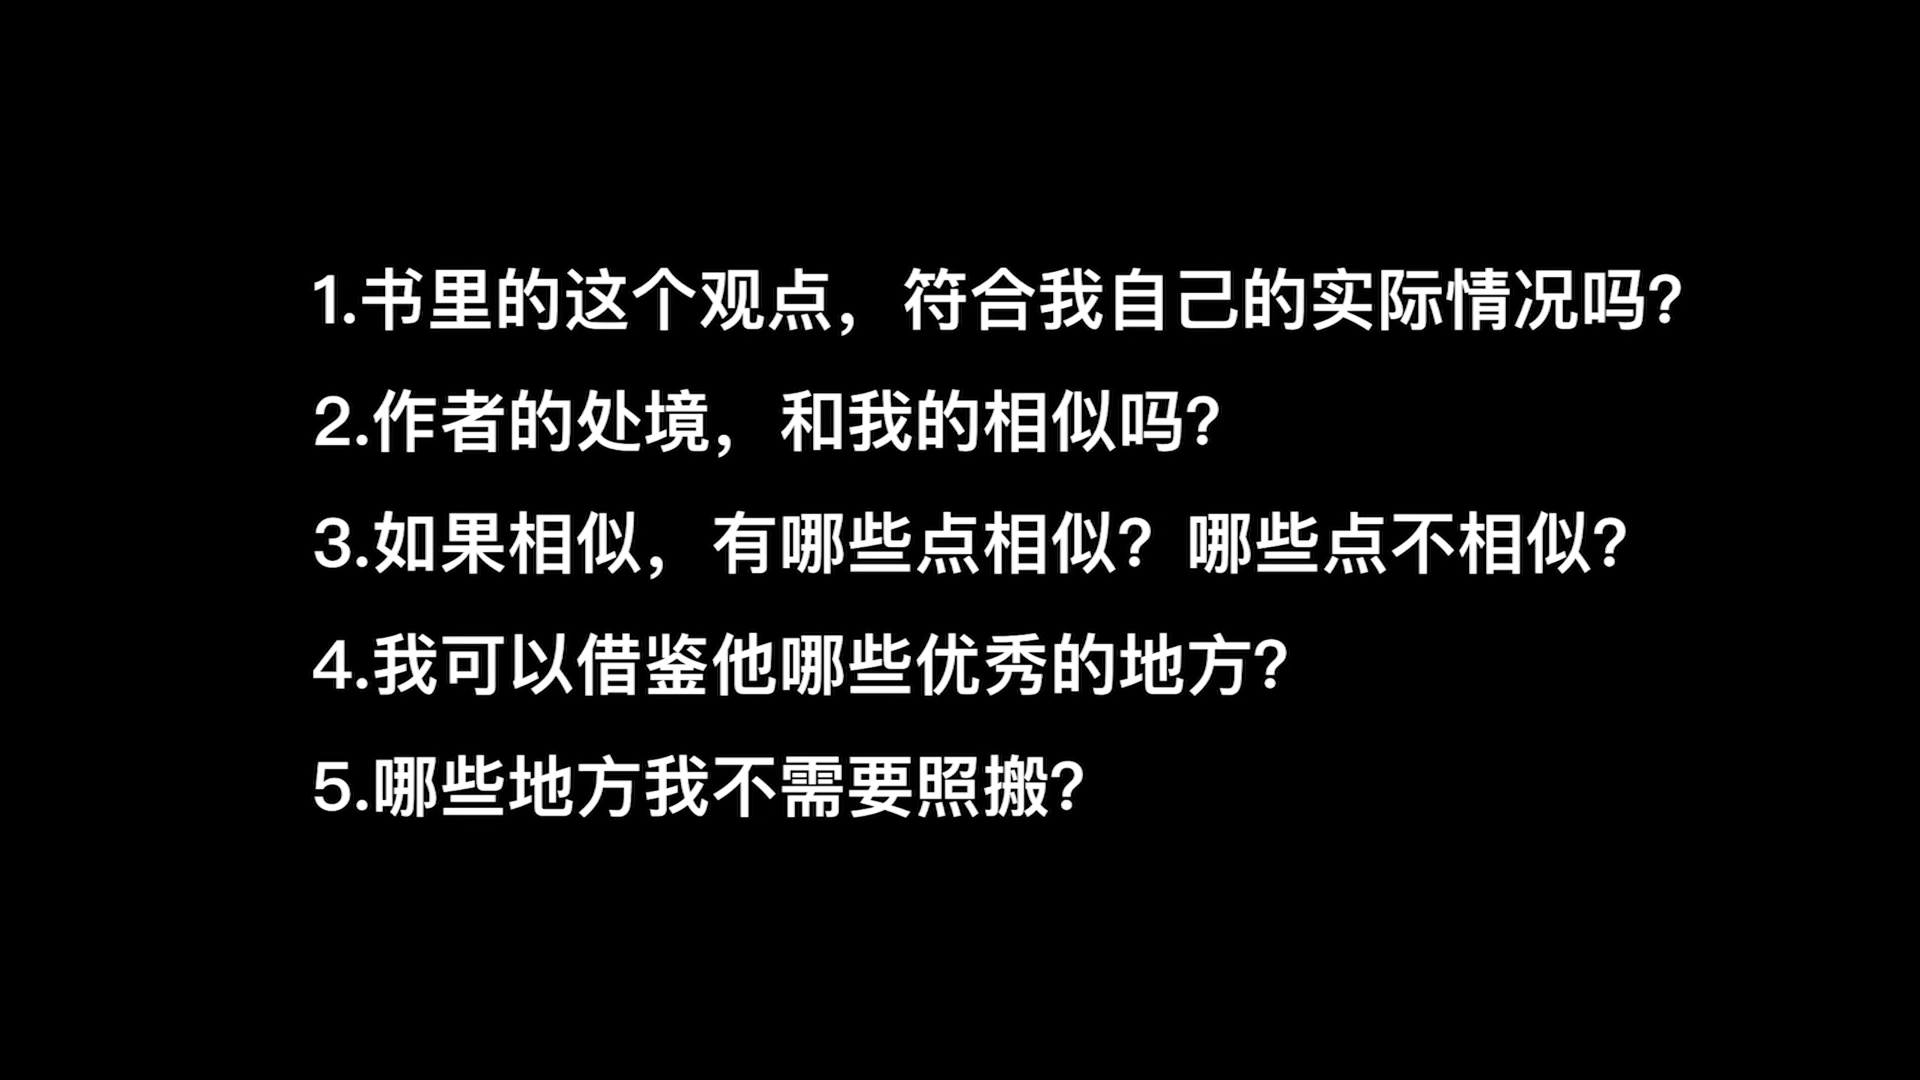 1.书里的这个观点，符合我自己的实际情况吗？
2.作者的处境，和我的相似吗？
3.如果相似，有哪些点相似？哪些点不相似？
4.我可以借鉴他哪些优秀的地方？
5.哪些地方我不需要照搬？